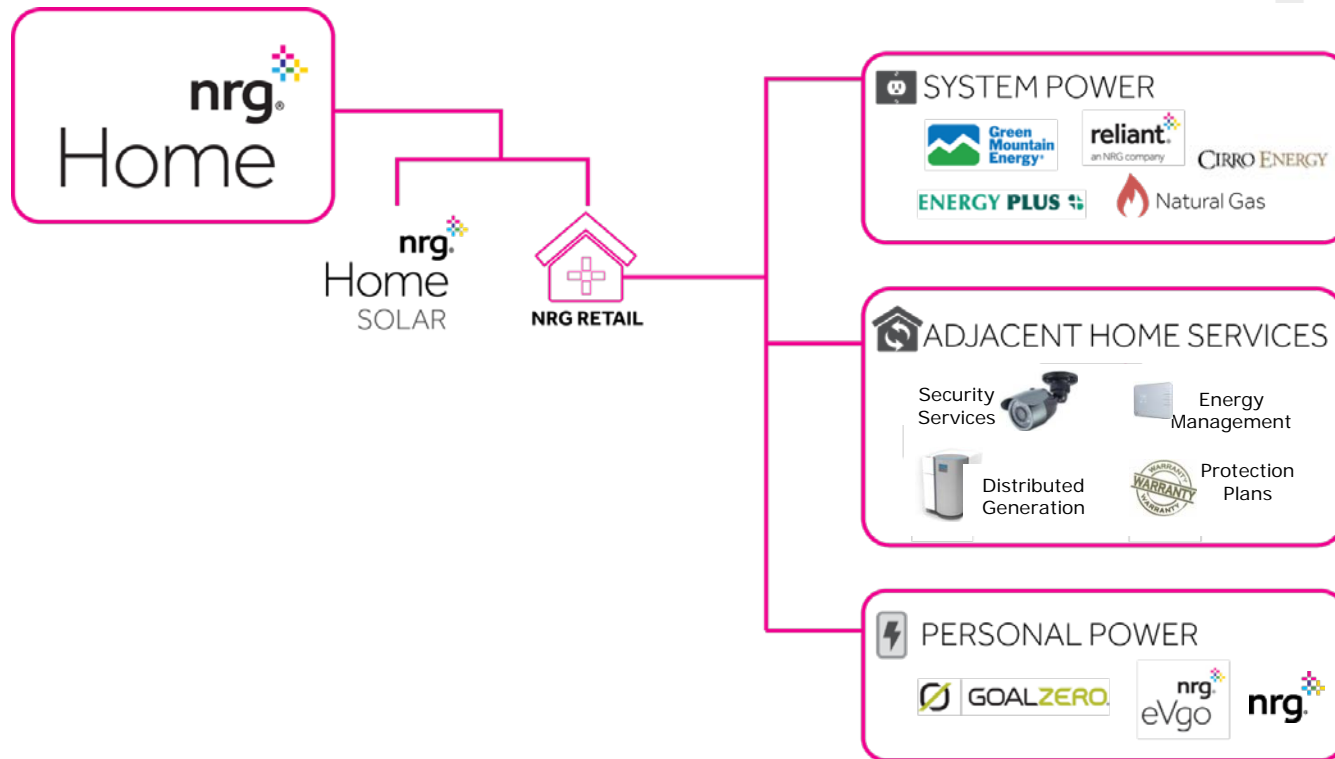 nrg®
Home
nrg®
Home
SOLAR
NRG RETAIL
SYSTEM POWER
Green
Mountain
Energy®
reliant®
an NRG company
CIRRO ENERGY
ENERGY PLUS
Natural Gas
ADJACENT HOME SERVICES
Security
Services
Energy
Management
Distributed
Generation
WARRANTY
WARRANTY
WARRANTY
Protection
Plans
PERSONAL POWER
GOALZERO
nrg®
eVgo
nrg®